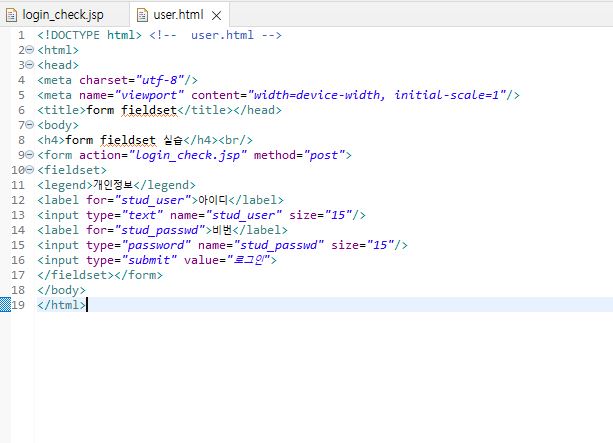 login_check.jsp user.html
1 <!DOCTYPE html> <!--  user.html -->
2 <html>
3 <head>
4 <meta charset="utf-8"/>
5 <meta name="viewport" content="width=device-width, initial-scale=1"/>
6 <title>form fieldset</title></head>
7 <body>
8 <h4>form fieldset 실습</h4><br/>
9 <form action="login_check.jsp" method="post">
10 <fieldset>
11 <legend>개인정보</legend>
12 <label for="stud_user">아이디</label>
13 <input type="text" name="stud_user" size="15"/>
14 <label for="stud_passwd">비번</label>
15 <input type="password" name="stud_passwd" size="15"/>
16 <input type="submit" value="로그인">
17 </fieldset></form>
18 </body>
19 </html>